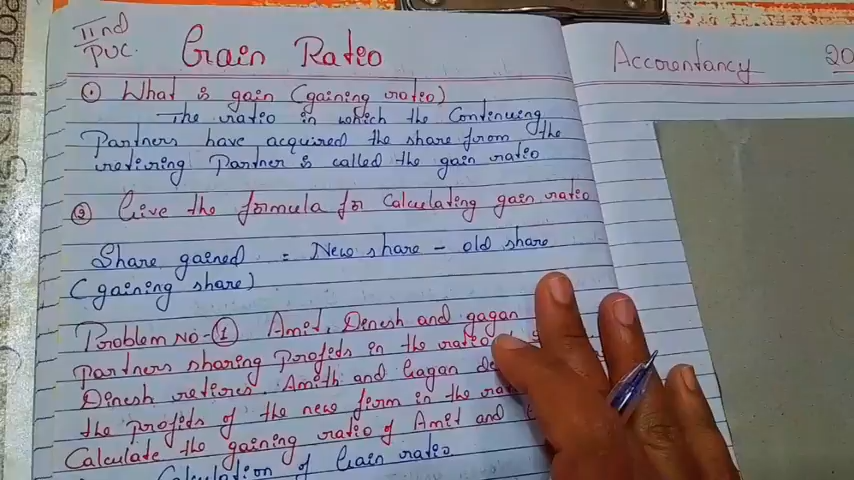 IInd PUC
Gain Ratio
① What is gain (gaining ratio)
The ratio in which the Continuing
Partners have acquired the share from the
retiring Partner is called the gain ratio
② Give the formula for Calculating gain ratio
Share gained = New share - old share
(gaining share)
Problem No-① Amit, Dinesh and gagan
Partners sharing Profits in the ratio
Dinesh retires. Amith and Gagan
the profits of the new firm in the
Calculate the gaining ratio of Amit and
Calculation of Gain ratio
Accountancy
20